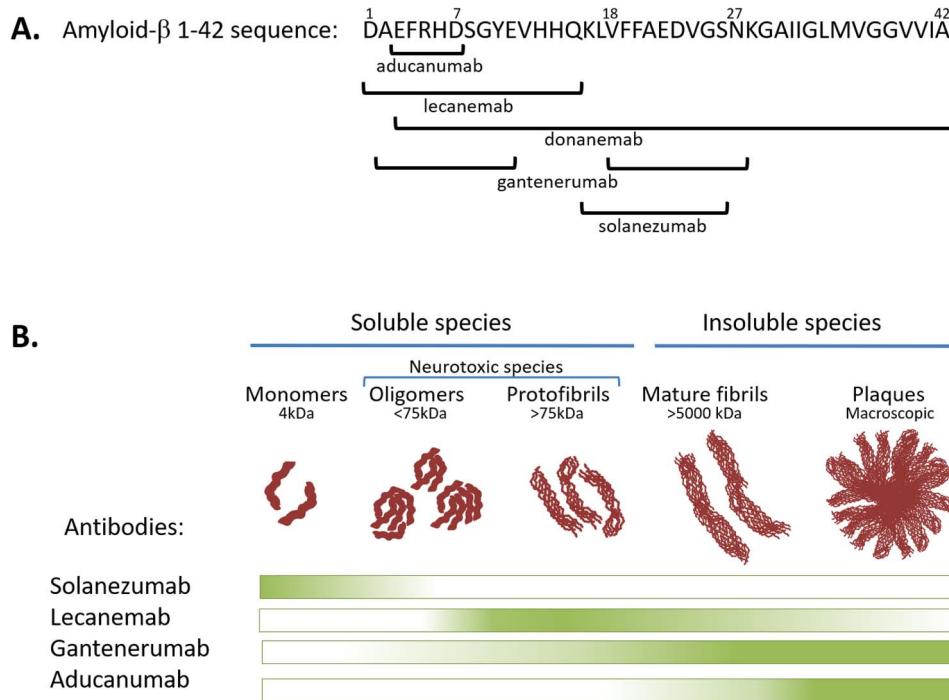 1 7 18 27 42
A. Amyloid-β 1-42 sequence: DAEFRHDSGYEVHHQKLVFFAEDVGSNKGAIIGLMVGGVVIA
aducanumab
lecanemab
donanemab
gantenerumab
solanezumab
B.
Soluble species Insoluble species
Neurotoxic species
Monomers Oligomers Protofibrils Mature fibrils Plaques
4kDa <75kDa >75kDa >5000 kDa Macroscopic
Antibodies:
Solanezumab
Lecanemab
Gantenerumab
Aducanumab